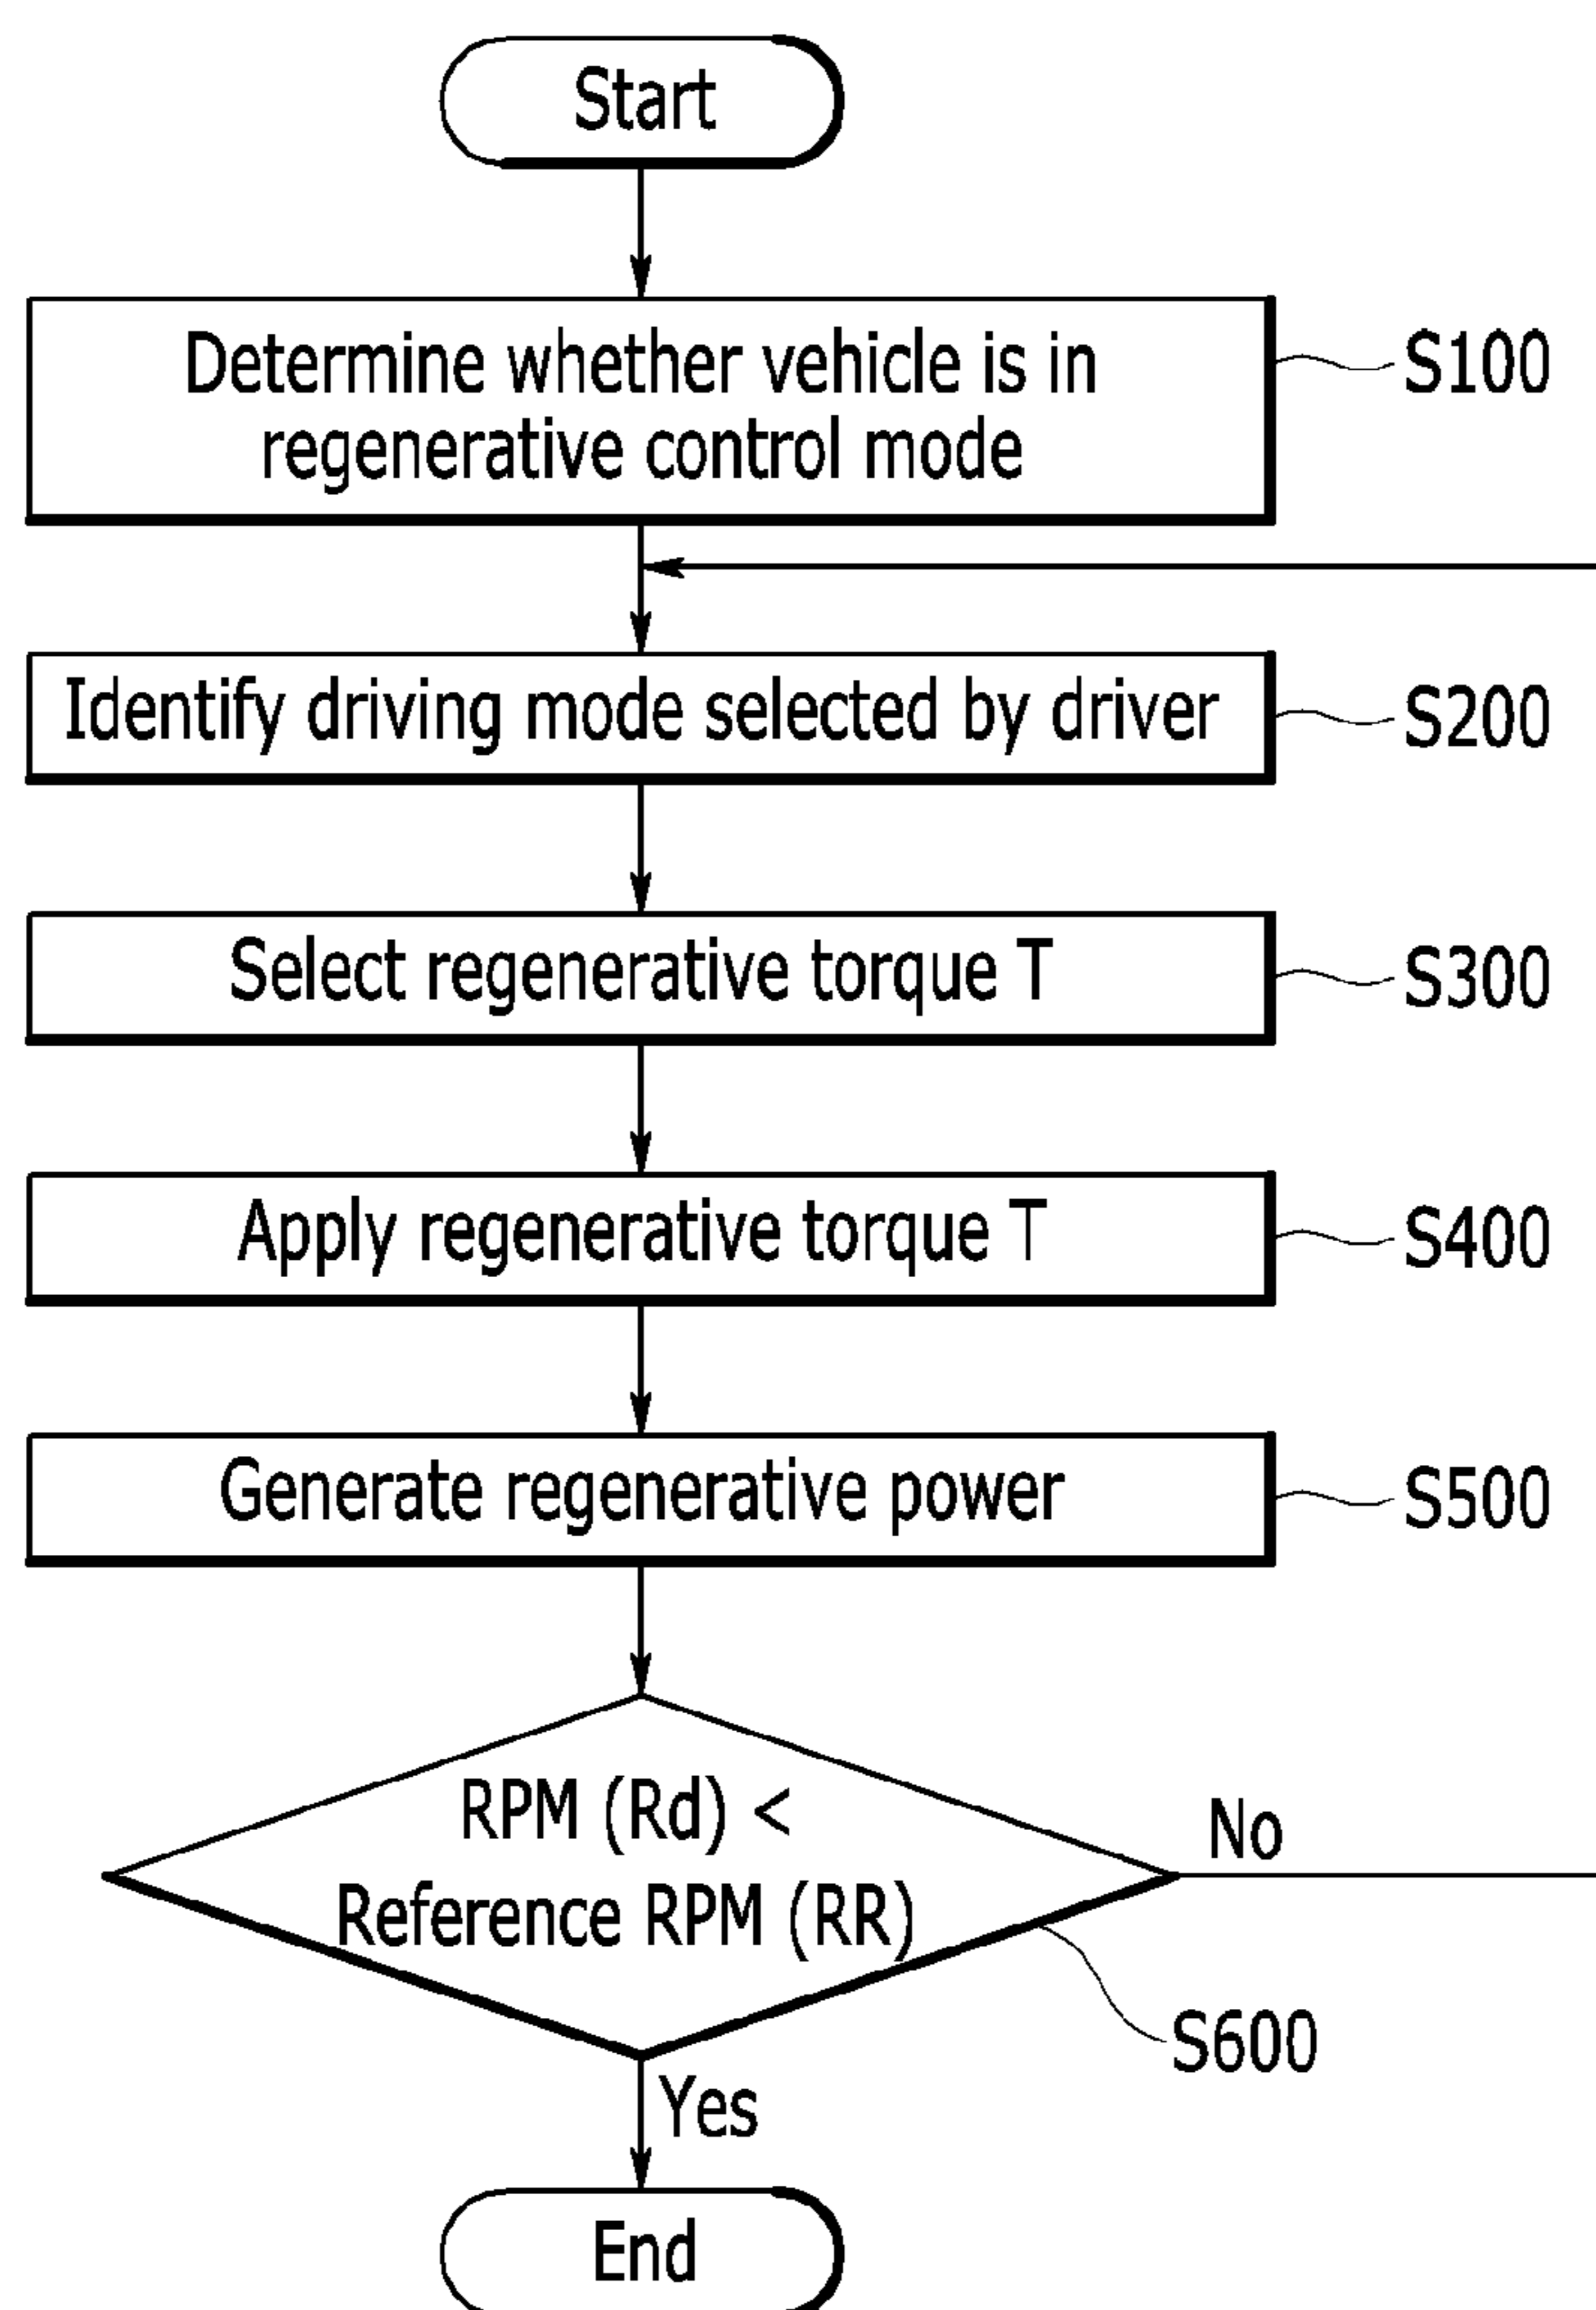 Start
Determine whether vehicle is in
regenerative control mode
S100
Identify driving mode selected by driver
S200
Select regenerative torque T
S300
Apply regenerative torque T
S400
Generate regenerative power
S500
RPM (Rd) <
Reference RPM (RR)
No
S600
Yes
End